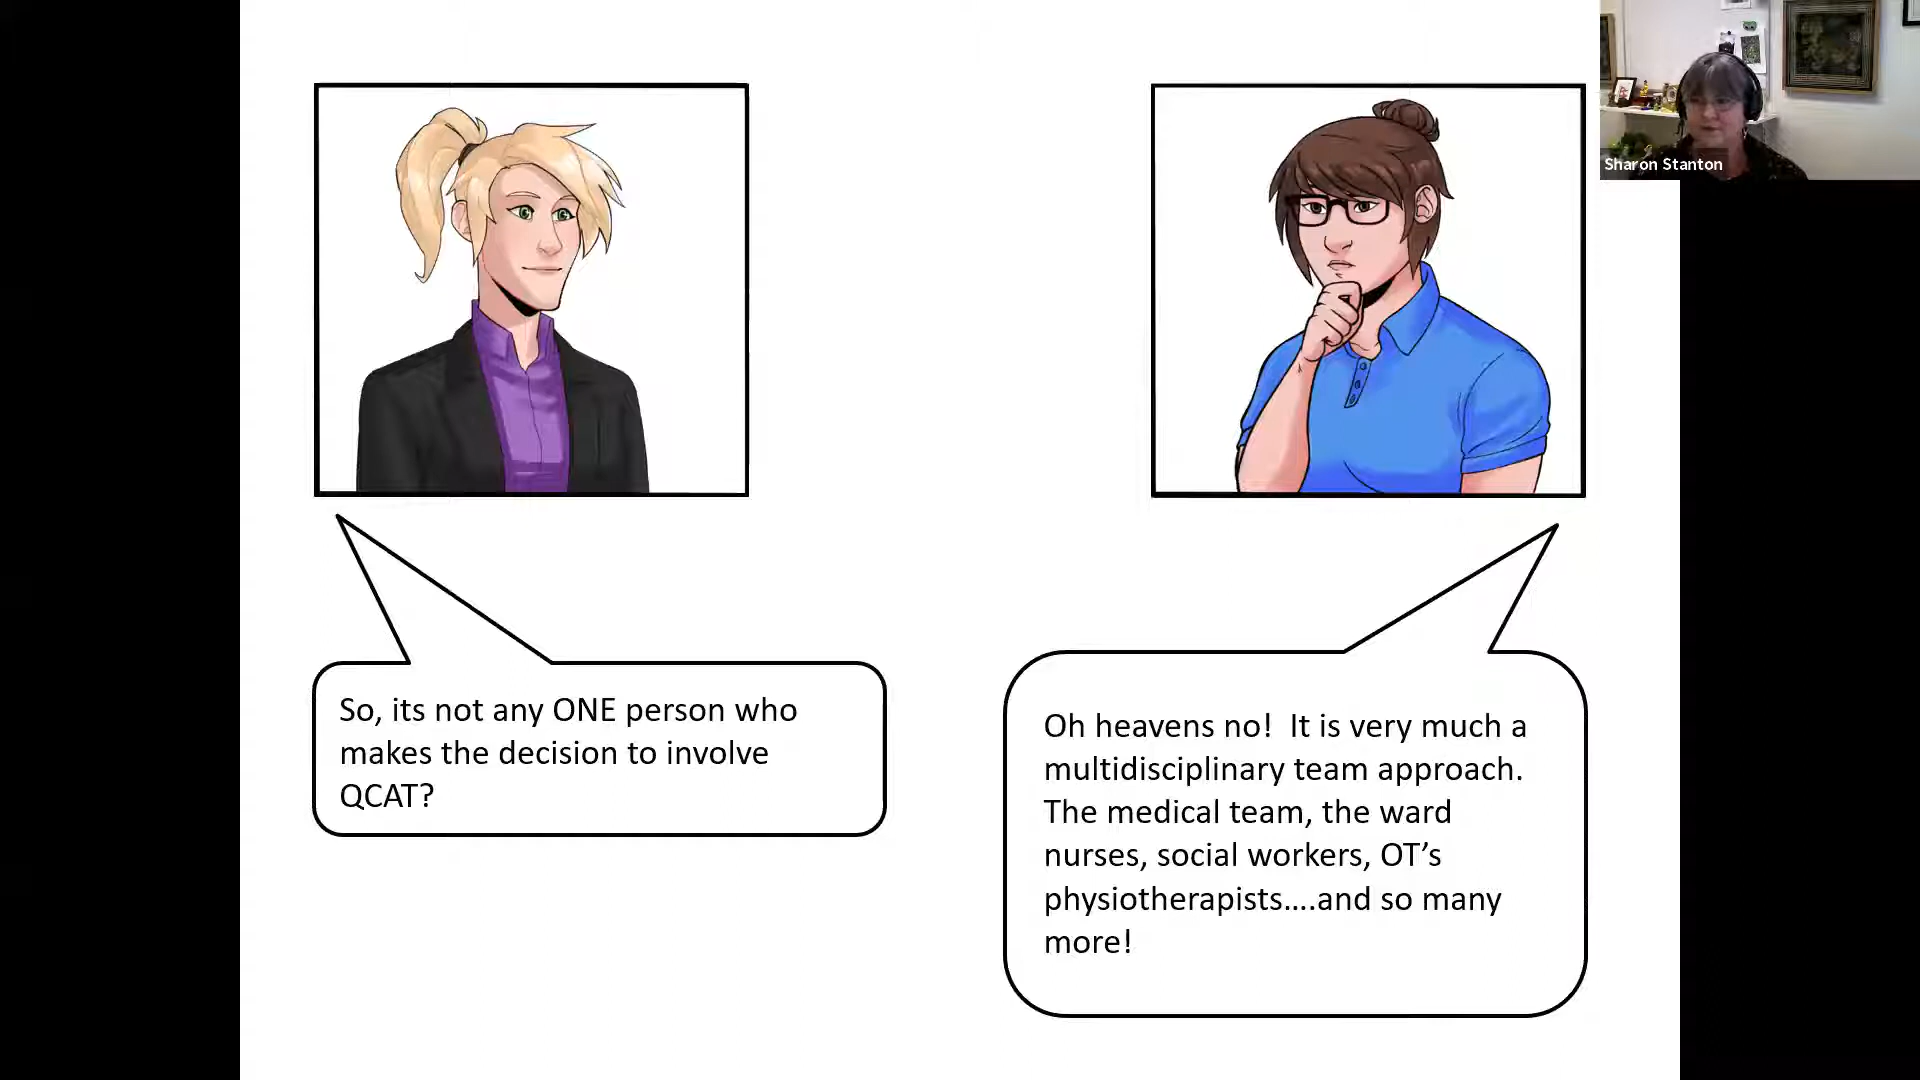 Sharon Stanton
So, its not any ONE person who
makes the decision to involve
QCAT?
Oh heavens no!  It is very much a
multidisciplinary team approach.
The medical team, the ward
nurses, social workers, OT’s
physiotherapists….and so many
more!